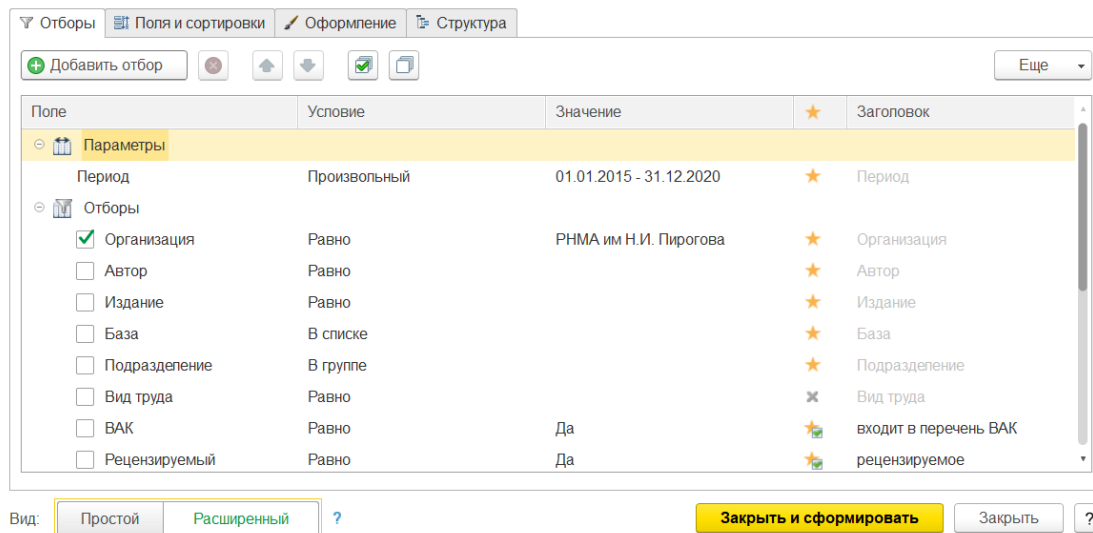 Отборы Поля и сортировки Оформление Структура
Добавить отбор Еще
Поле Условие Значение Заголовок
Параметры
Период Произвольный 01.01.2015 - 31.12.2020 Период
Отборы
Организация Равно РНМА им Н.И. Пирогова Организация
Автор Равно Автор
Издание Равно Издание
База В списке База
Подразделение В группе Подразделение
Вид труда Равно Вид труда
ВАК Равно Да входит в перечень ВАК
Рецензируемый Равно Да рецензируемое
Вид: Простой Расширенный ? Закрыть и сформировать Закрыть ?